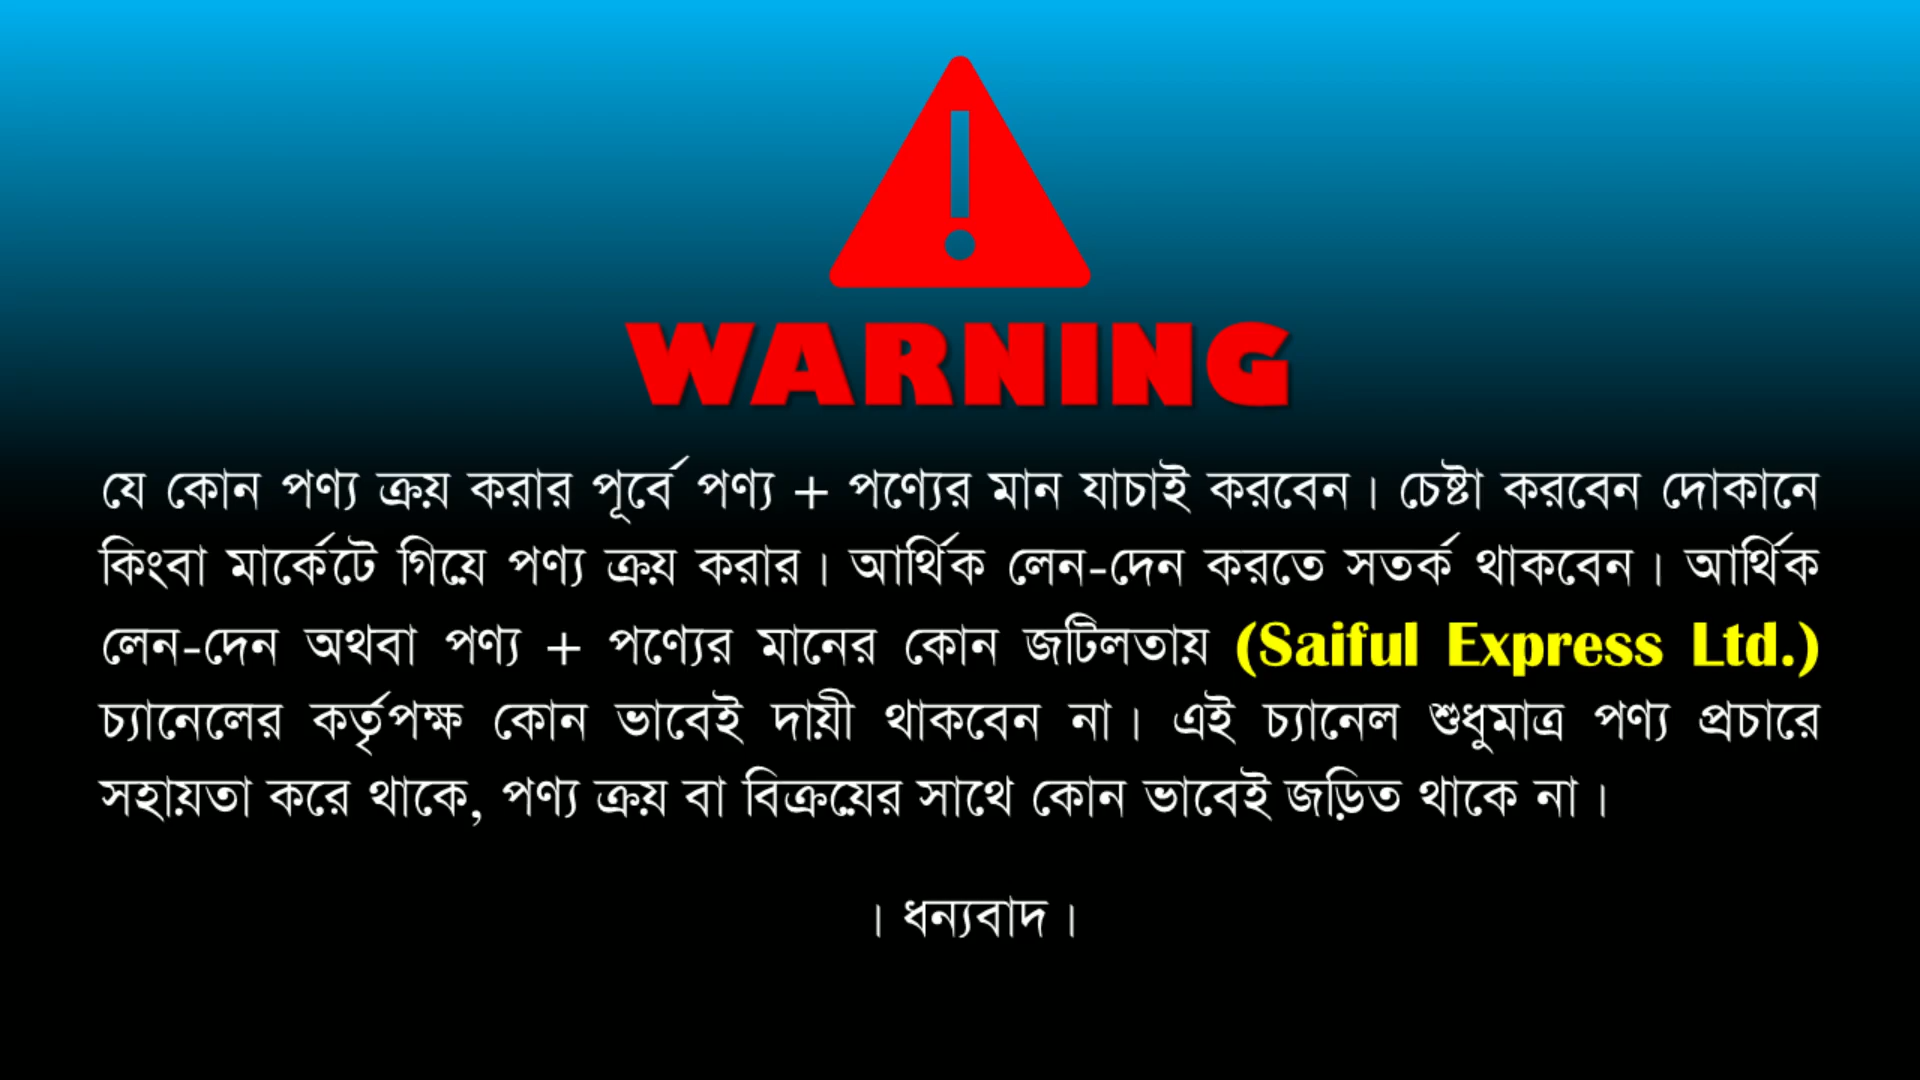 WARNING
যে কোন পণ্য ক্রয় করার পূর্বে পণ্য + পণ্যের মান যাচাই করবেন। চেষ্টা করবেন দোকানে
কিংবা মার্কেটে গিয়ে পণ্য ক্রয় করার। আর্থিক লেন-দেন করতে সতর্ক থাকবেন। আর্থিক
লেন-দেন অথবা পণ্য + পণ্যের মানের কোন জটিলতায় (Saiful Express Ltd.)
চ্যানেলের কর্তৃপক্ষ কোন ভাবেই দায়ী থাকবেন না। এই চ্যানেল শুধুমাত্র পণ্য প্রচারে
সহায়তা করে থাকে, পণ্য ক্রয় বা বিক্রয়ের সাথে কোন ভাবেই জড়িত থাকে না।
। ধন্যবাদ।